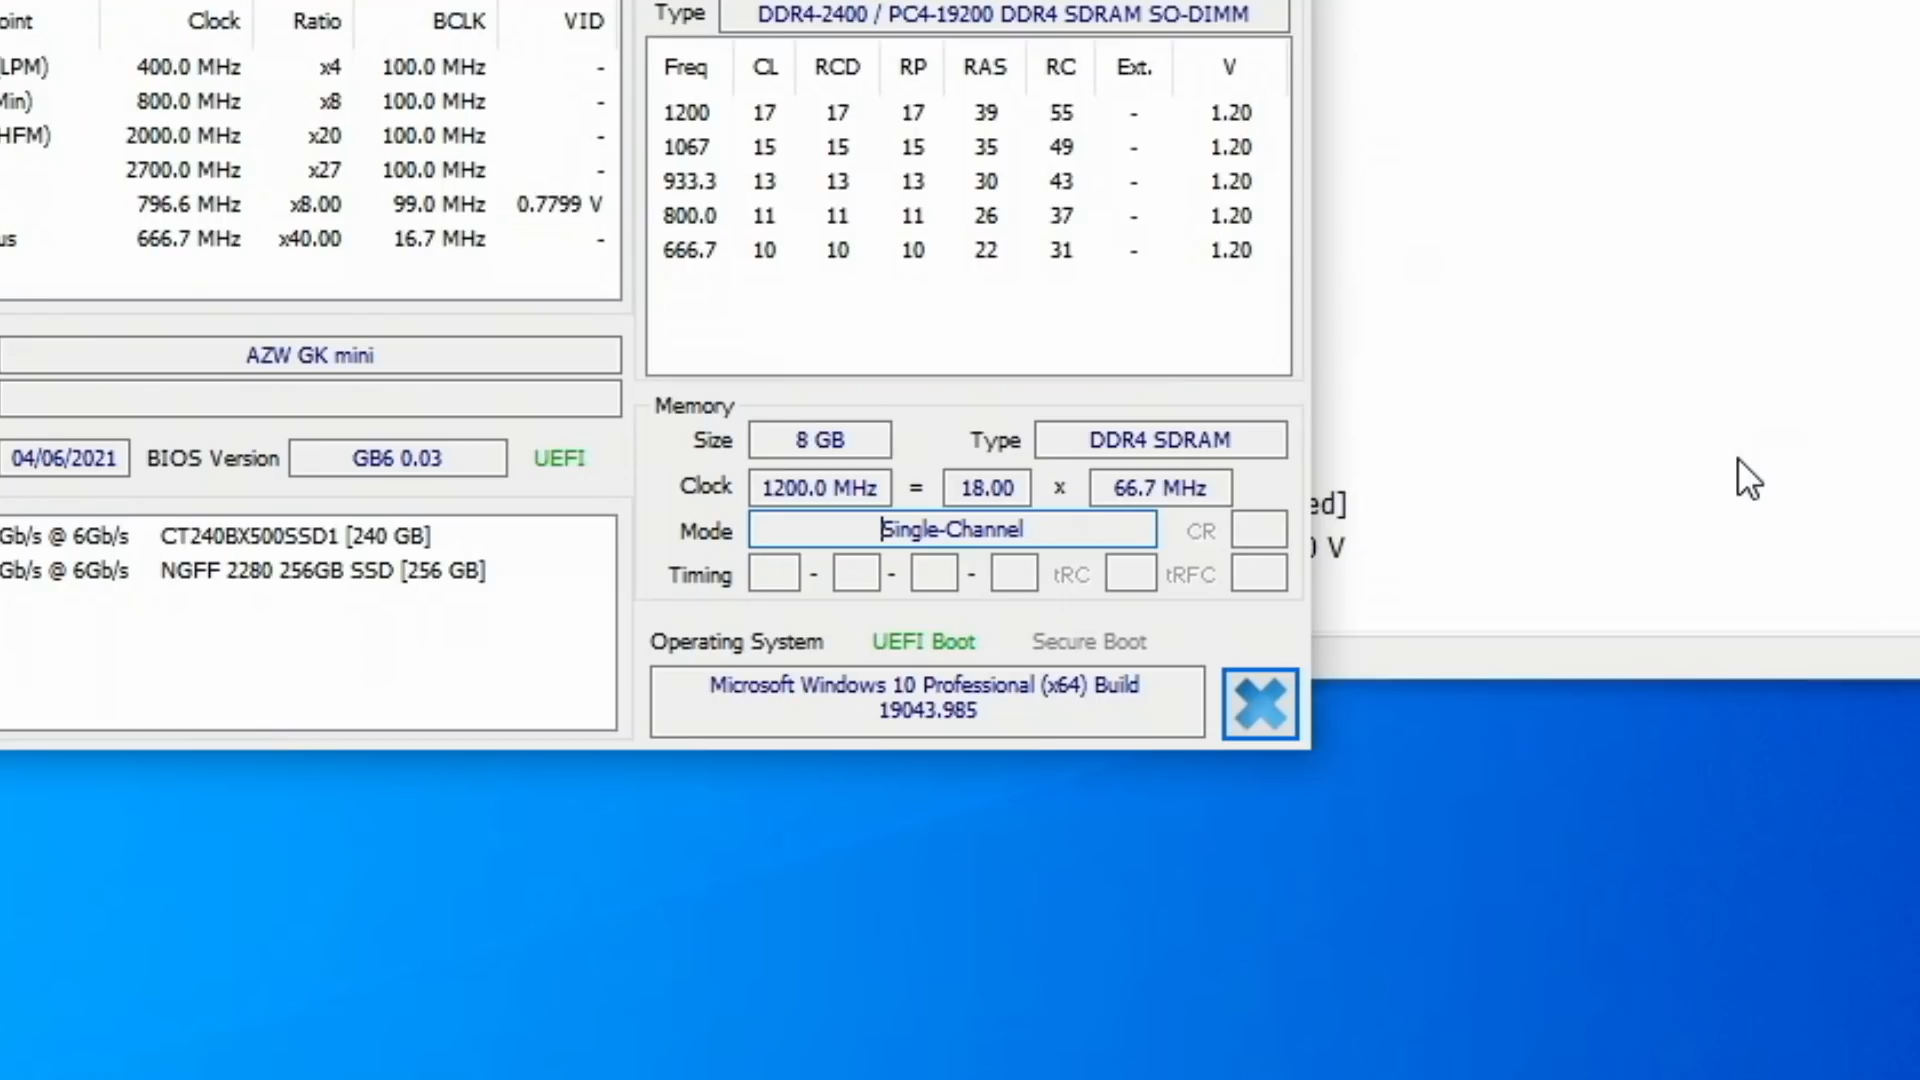 oint Clock Ratio BCLK VID
LPM) 400.0 MHz x4 100.0 MHz -
Min) 800.0 MHz x8 100.0 MHz -
HFM) 2000.0 MHz x20 100.0 MHz -
2700.0 MHz x27 100.0 MHz -
796.6 MHz x8.00 99.0 MHz 0.7799 V
us 666.7 MHz x40.00 16.7 MHz -
AZW GK mini
04/06/2021 BIOS Version GB6 0.03 UEFI
Gb/s @ 6Gb/s CT240BX500SSD1 [240 GB]
Gb/s @ 6Gb/s NGFF 2280 256GB SSD [256 GB]
Type DDR4-2400 / PC4-19200 DDR4 SDRAM SO-DIMM
Freq CL RCD RP RAS RC Ext. V
1200 17 17 17 39 55 - 1.20
1067 15 15 15 35 49 - 1.20
933.3 13 13 13 30 43 - 1.20
800.0 11 11 11 26 37 - 1.20
666.7 10 10 10 22 31 - 1.20
Memory
Size 8 GB Type DDR4 SDRAM
Clock 1200.0 MHz = 18.00 x 66.7 MHz
Mode Single-Channel CR
Timing - - - tRC tRFC
Operating System UEFI Boot Secure Boot
Microsoft Windows 10 Professional (x64) Build
19043.985
ed]
V